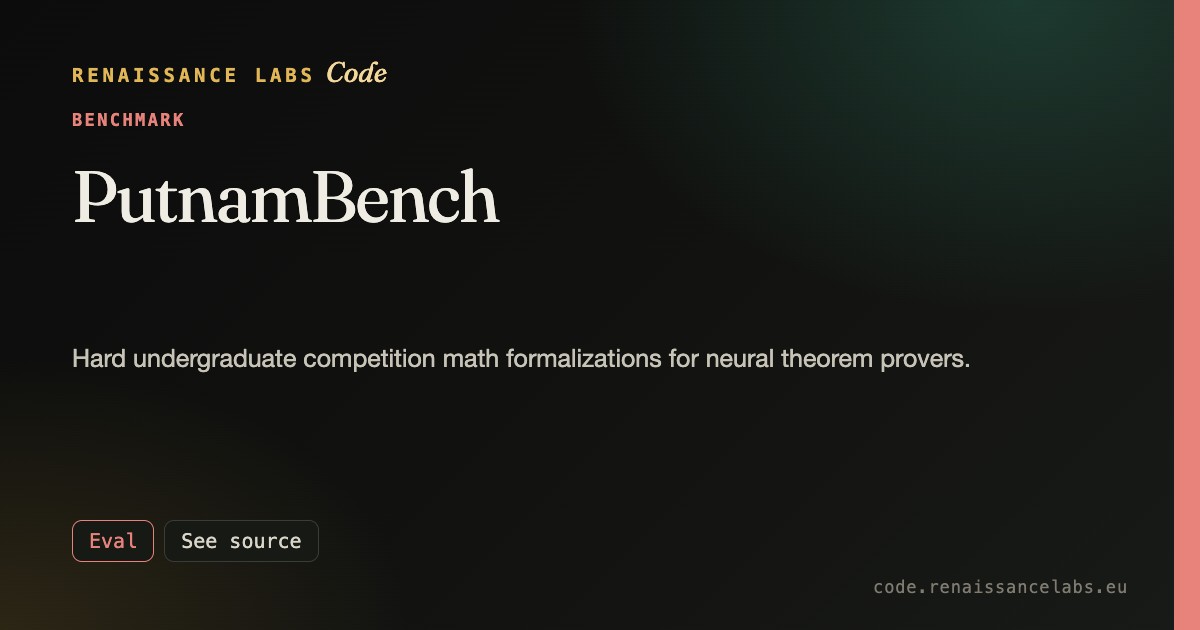 RENAISSANCE LABS Code
BENCHMARK
PutnamBench
Hard undergraduate competition math formalizations for neural theorem provers.
Eval See source
code.renaissancelabs.eu